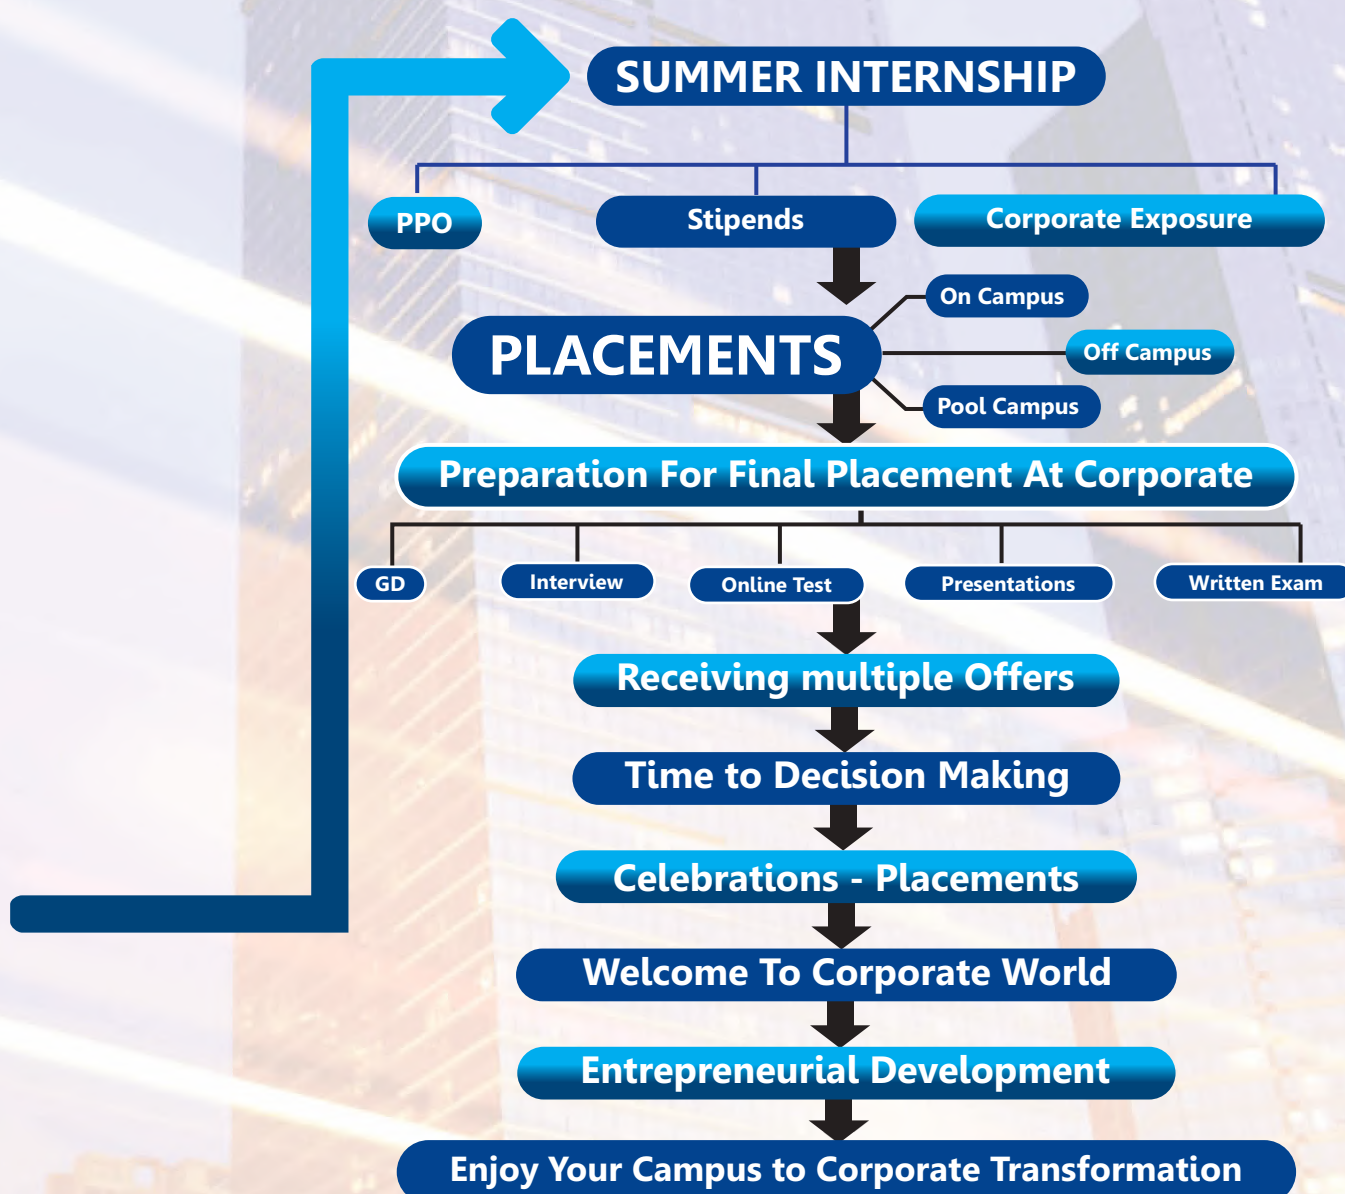 SUMMER INTERNSHIP
PPO
Stipends
Corporate Exposure
On Campus
PLACEMENTS
Off Campus
Pool Campus
Preparation For Final Placement At Corporate
GD
Interview
Online Test
Presentations
Written Exam
Receiving multiple Offers
Time to Decision Making
Celebrations - Placements
Welcome To Corporate World
Entrepreneurial Development
Enjoy Your Campus to Corporate Transformation